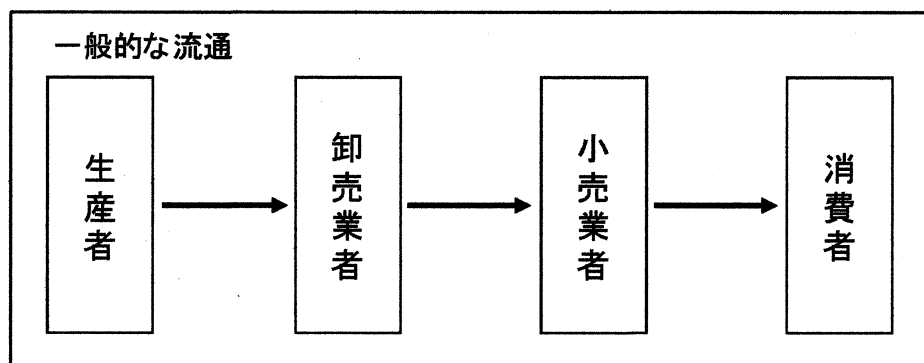 一般的な流通
生産者
卸売業者
小売業者
消費者